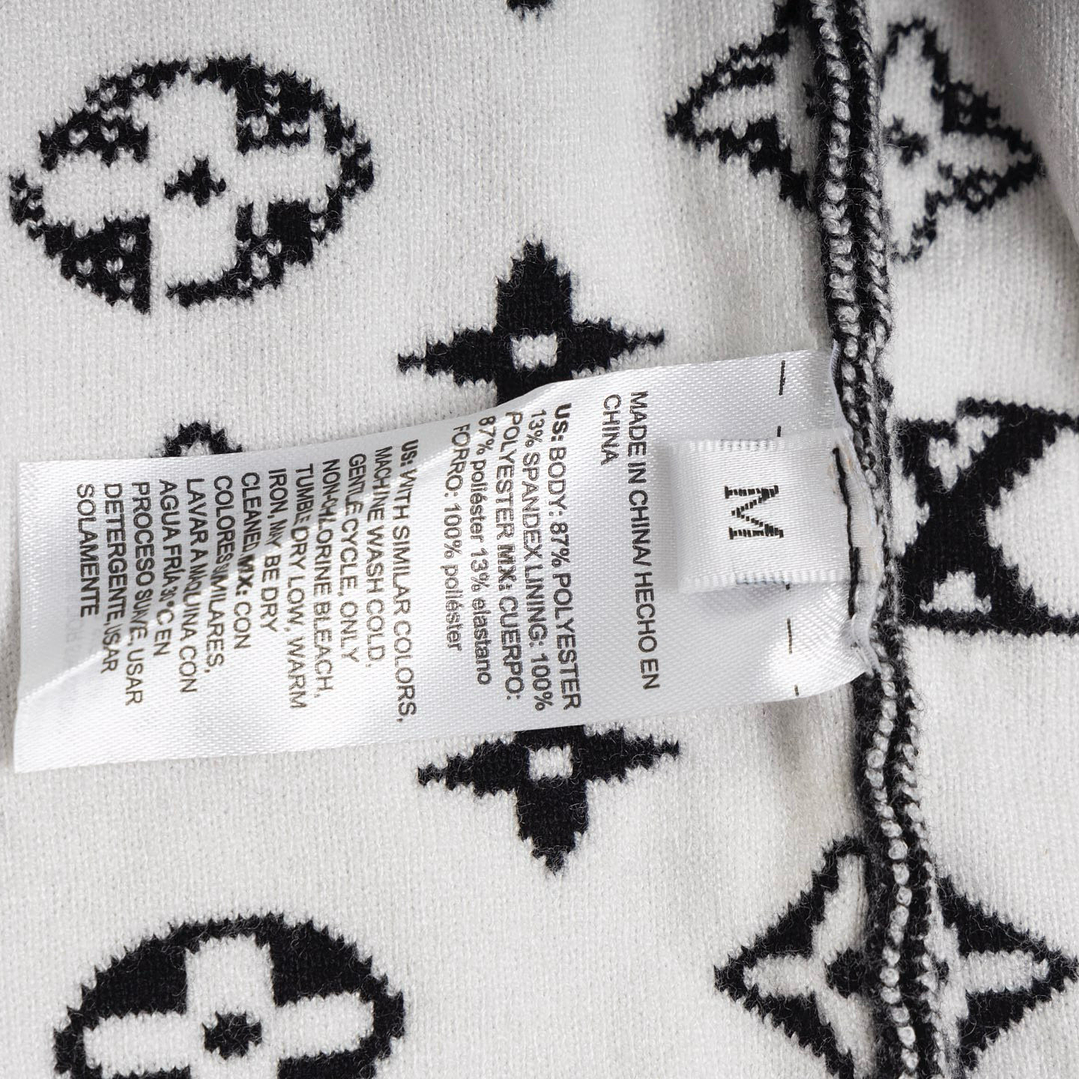 M
MADE IN CHINA/ HECHO EN
CHINA
US: BODY: 87% POLYESTER
13% SPANDEX LINING: 100%
POLYESTER MX: CUERPO:
87% poliéster 13% elastano
FORRO: 100% poliéster
US: WITH SIMILAR COLORS,
MACHINE WASH COLD,
GENTLE CYCLE, ONLY
NON-CHLORINE BLEACH,
TUMBLE DRY LOW, WARM
IRON, MAY BE DRY
CLEANED MX: CON
COLORES SIMILARES,
LAVAR A MÁQUINA CON
AGUA FRÍA 30°C EN
PROCESO SUAVE, USAR
DETERGENTE, USAR
SOLAMENTE